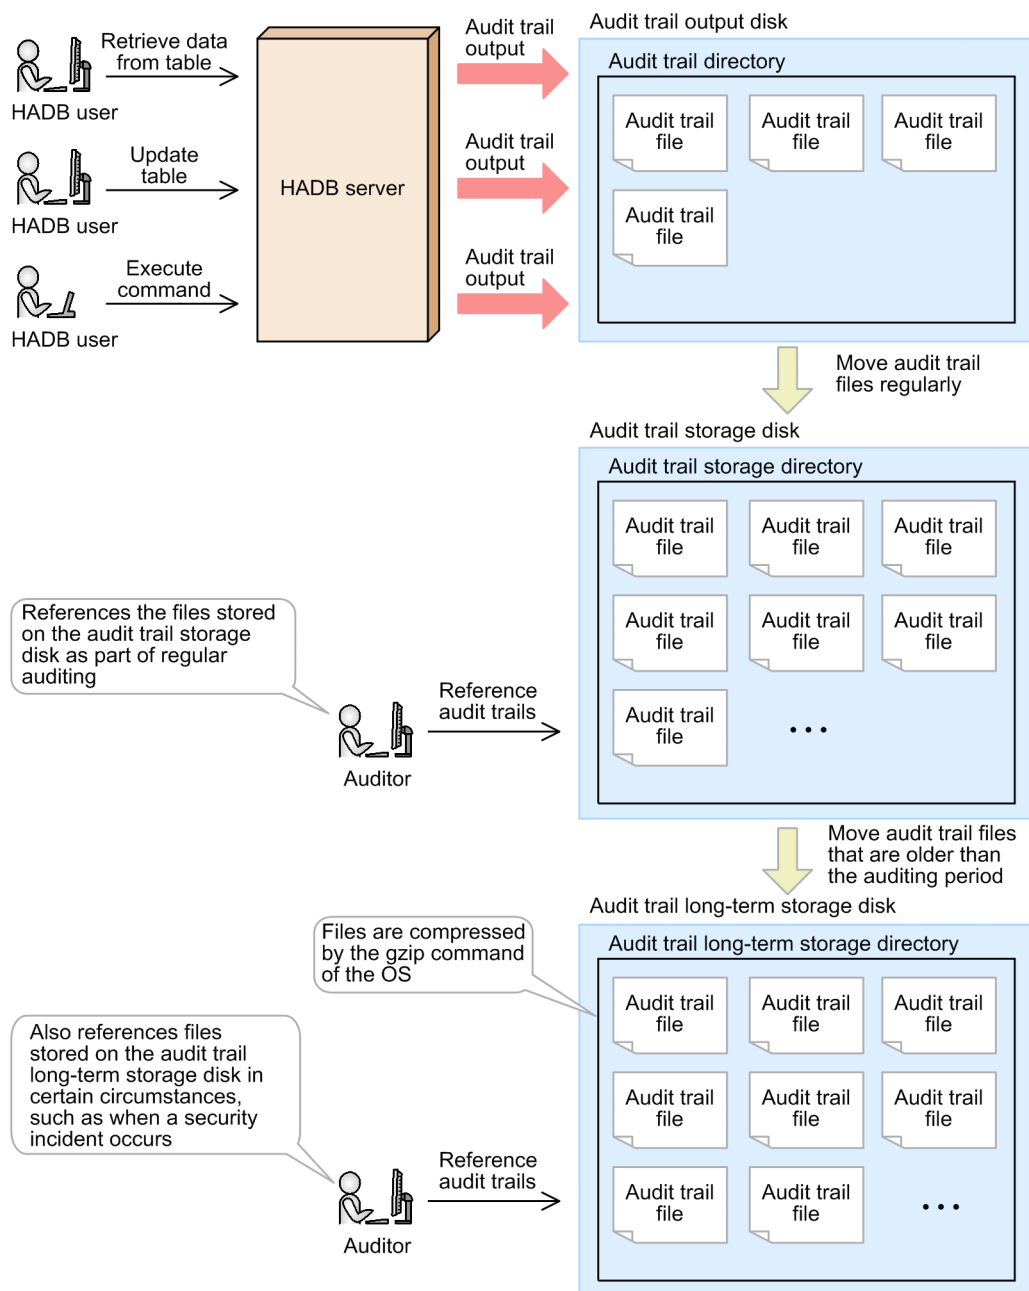 Retrieve data
from table
HADB user
Update
table
HADB user
Execute
command
HADB user
HADB server
Audit trail
output
Audit trail
output
Audit trail
output
Audit trail output disk
Audit trail directory
Audit trail
file
Audit trail
file
Audit trail
file
Audit trail
file
Move audit trail
files regularly
Audit trail storage disk
Audit trail storage directory
Audit trail
file
Audit trail
file
Audit trail
file
Audit trail
file
Audit trail
file
Audit trail
file
Audit trail
file
...
References the files stored
on the audit trail storage
disk as part of regular
auditing
Auditor
Reference
audit trails
Move audit trail files
that are older than
the auditing period
Audit trail long-term storage disk
Audit trail long-term storage directory
Files are compressed
by the gzip command
of the OS
Audit trail
file
Audit trail
file
Audit trail
file
Audit trail
file
Audit trail
file
Audit trail
file
Audit trail
file
Audit trail
file
...
Also references files
stored on the audit trail
long-term storage disk in
certain circumstances,
such as when a security
incident occurs
Auditor
Reference
audit trails